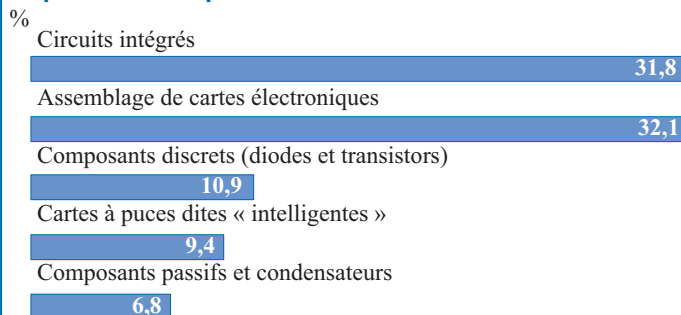 %
Circuits intégrés
31,8
Assemblage de cartes électroniques
32,1
Composants discrets (diodes et transistors)
10,9
Cartes à puces dites « intelligentes »
9,4
Composants passifs et condensateurs
6,8